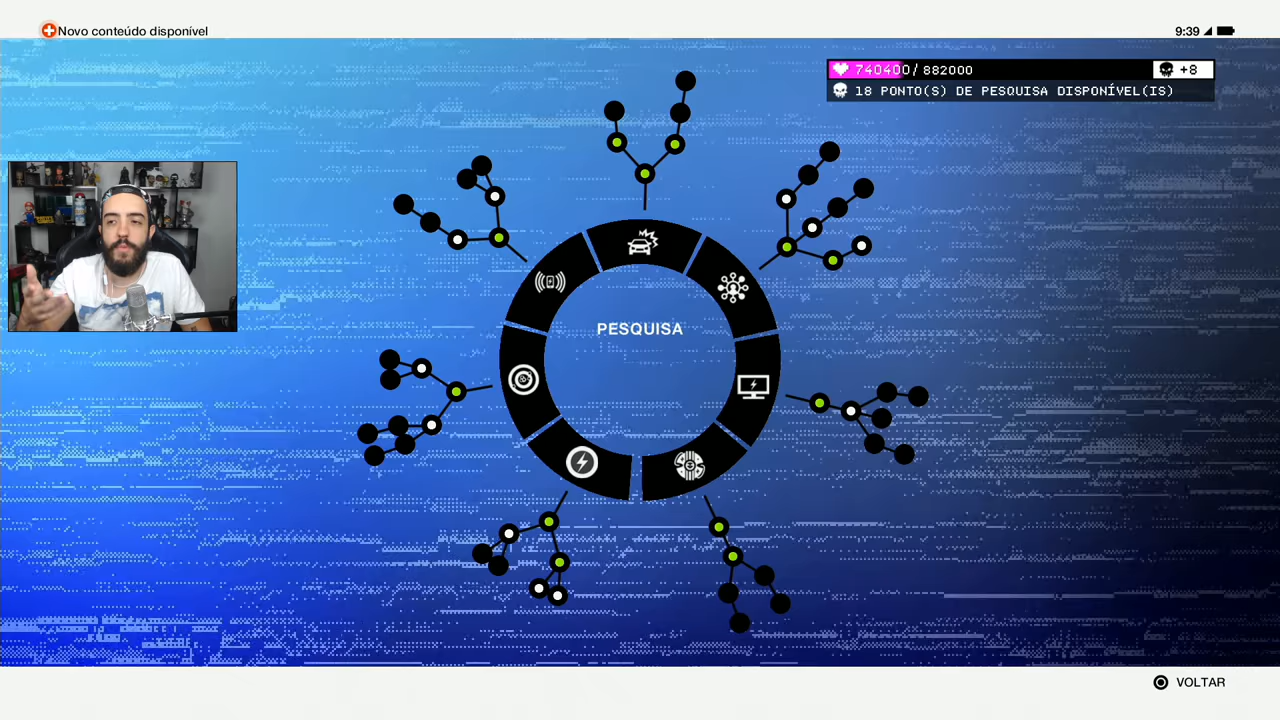 Novo conteúdo disponível
9:39
740400/ 882000
+8
18 PONTO(S) DE PESQUISA DISPONÍVEL(IS)
PESQUISA
VOLTAR